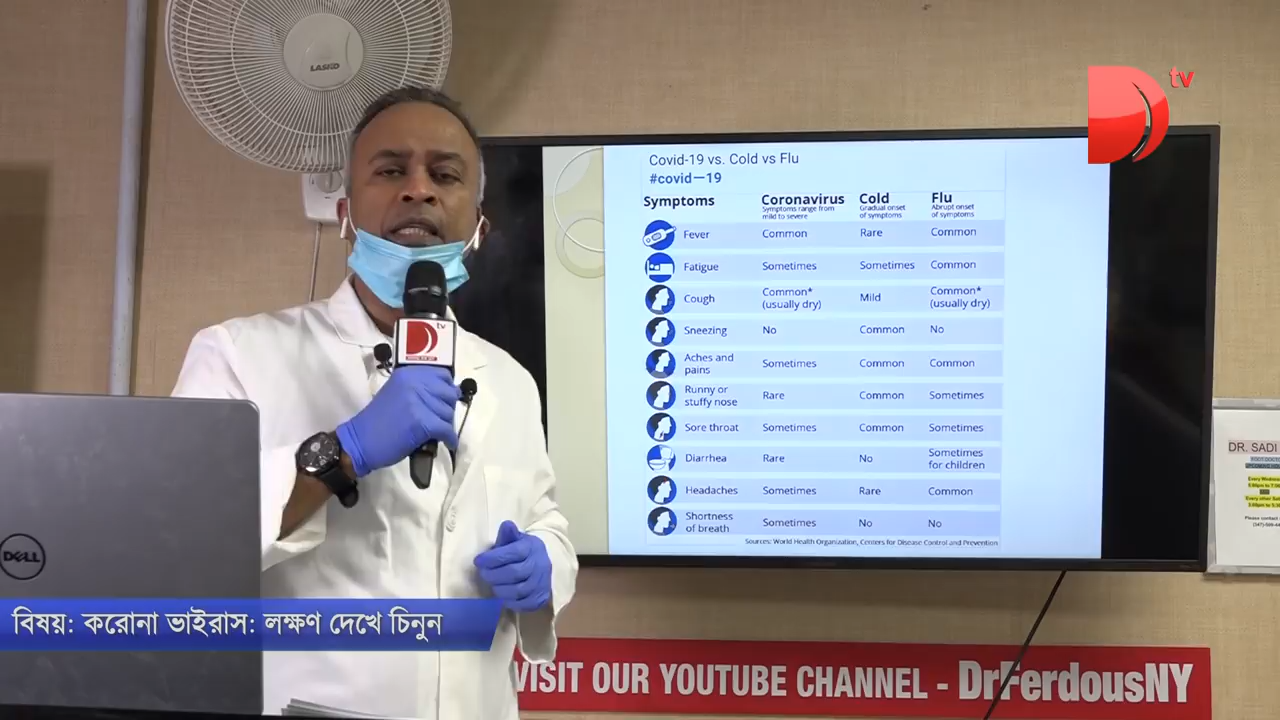 LASKO
tv
Covid-19 vs. Cold vs Flu
#covid—19
Symptoms Coronavirus Cold Flu
Symptoms range from mild to severe Gradual onset of symptoms Abrupt onset of symptoms
Fever Common Rare Common
Fatigue Sometimes Sometimes Common
Cough Common* (usually dry) Mild Common* (usually dry)
Sneezing No Common No
Aches and pains Sometimes Common Common
Runny or stuffy nose Rare Common Sometimes
Sore throat Sometimes Common Sometimes
Diarrhea Rare No Sometimes for children
Headaches Sometimes Rare Common
Shortness of breath Sometimes No No
Sources: World Health Organization, Centers for Disease Control and Prevention
tv
DR. SADI
Every other
Please contact
DELL
বিষয়: করোনা ভাইরাস: লক্ষণ দেখে চিনুন
VISIT OUR YOUTUBE CHANNEL - DrFerdousNY